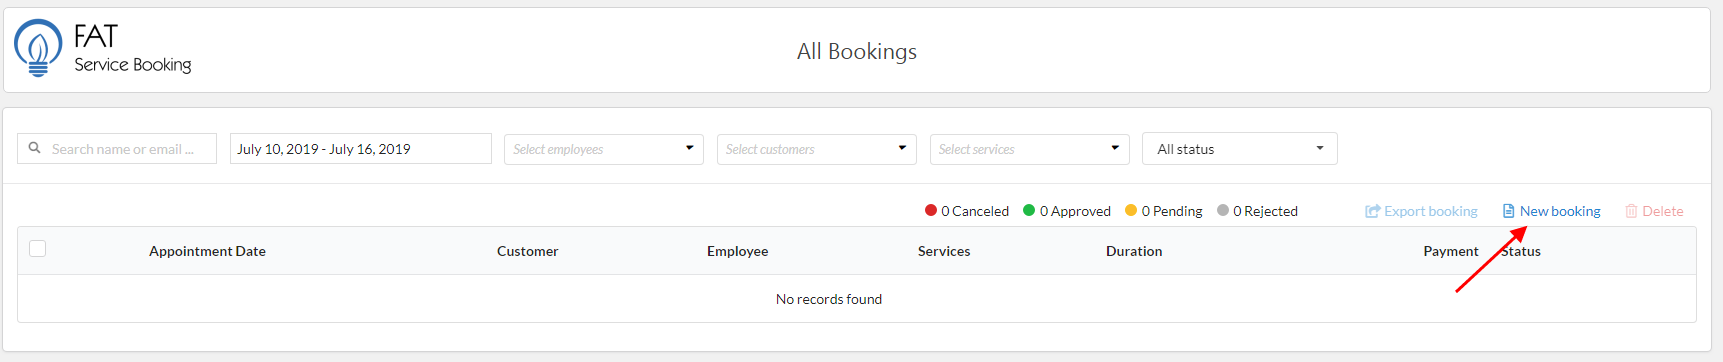 FAT
Service Booking
All Bookings
Search name or email ... July 10, 2019 - July 16, 2019 Select employees Select customers Select services All status
0 Canceled 0 Approved 0 Pending 0 Rejected Export booking New booking Delete
Appointment Date Customer Employee Services Duration Payment Status
No records found